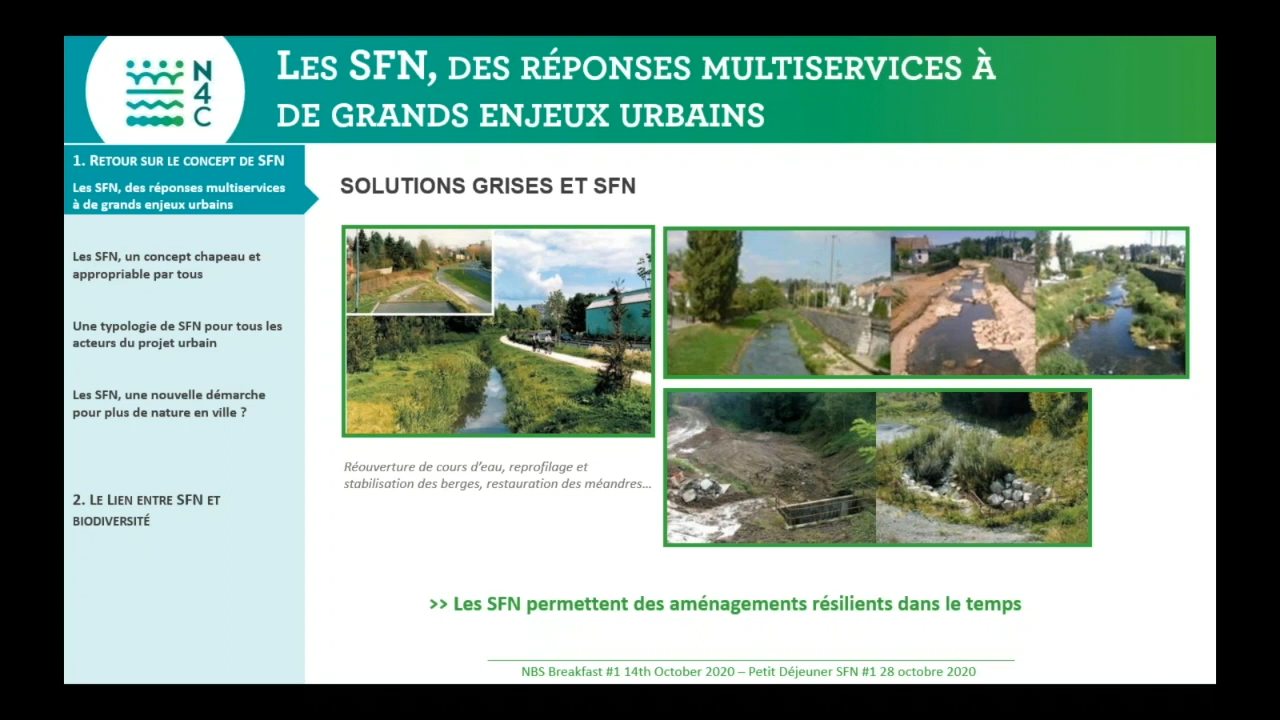 N
4
C
Les SFN, des réponses multiservices à
de grands enjeux urbains
1. Retour sur le concept de SFN
Les SFN, des réponses multiservices
à de grands enjeux urbains
Les SFN, un concept chapeau et
appropriable par tous
Une typologie de SFN pour tous les
acteurs du projet urbain
Les SFN, une nouvelle démarche
pour plus de nature en ville ?
2. Le Lien entre SFN et
biodiversité
SOLUTIONS GRISES ET SFN
Réouverture de cours d'eau, reprofilage et
stabilisation des berges, restauration des méandres…
>> Les SFN permettent des aménagements résilients dans le temps
NBS Breakfast #1 14th October 2020 – Petit Déjeuner SFN #1 28 octobre 2020